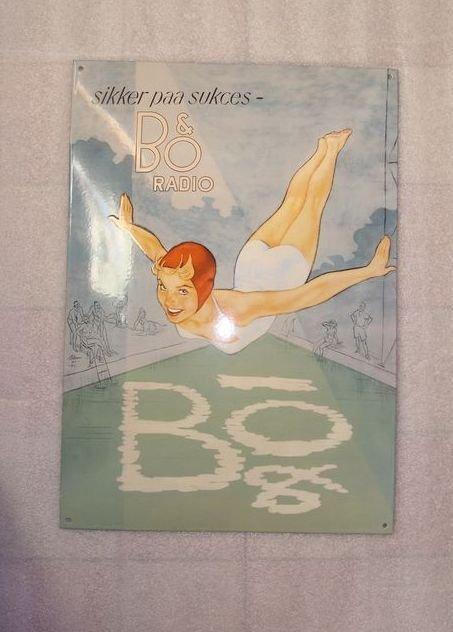 sikker paa sukces -
B&O
RADIO
B&O